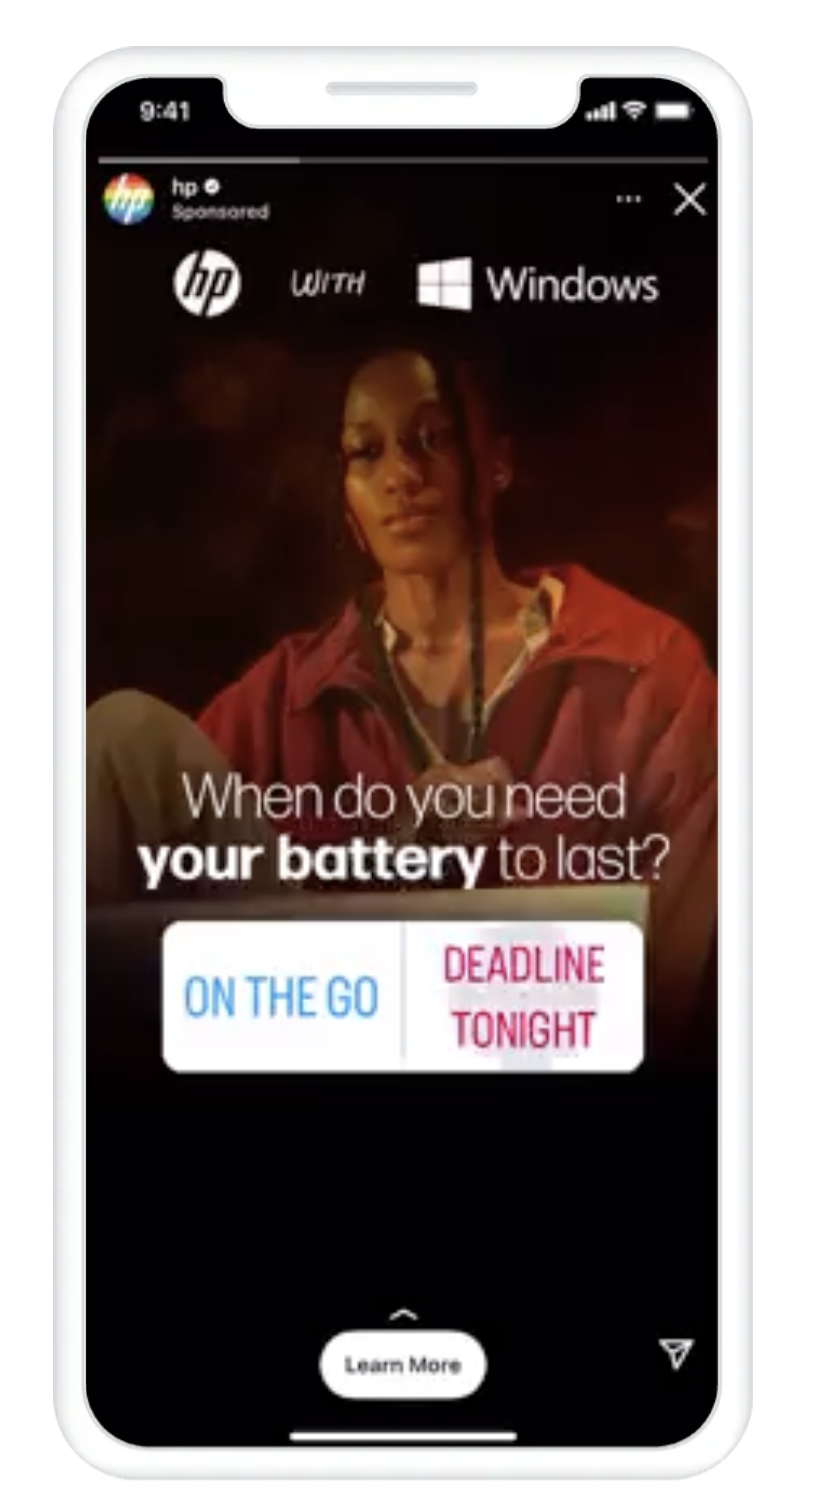 9:41
hp
hp
Sponsored
hp WITH Windows
When do you need
your battery to last?
ON THE GO
DEADLINE
TONIGHT
Learn More